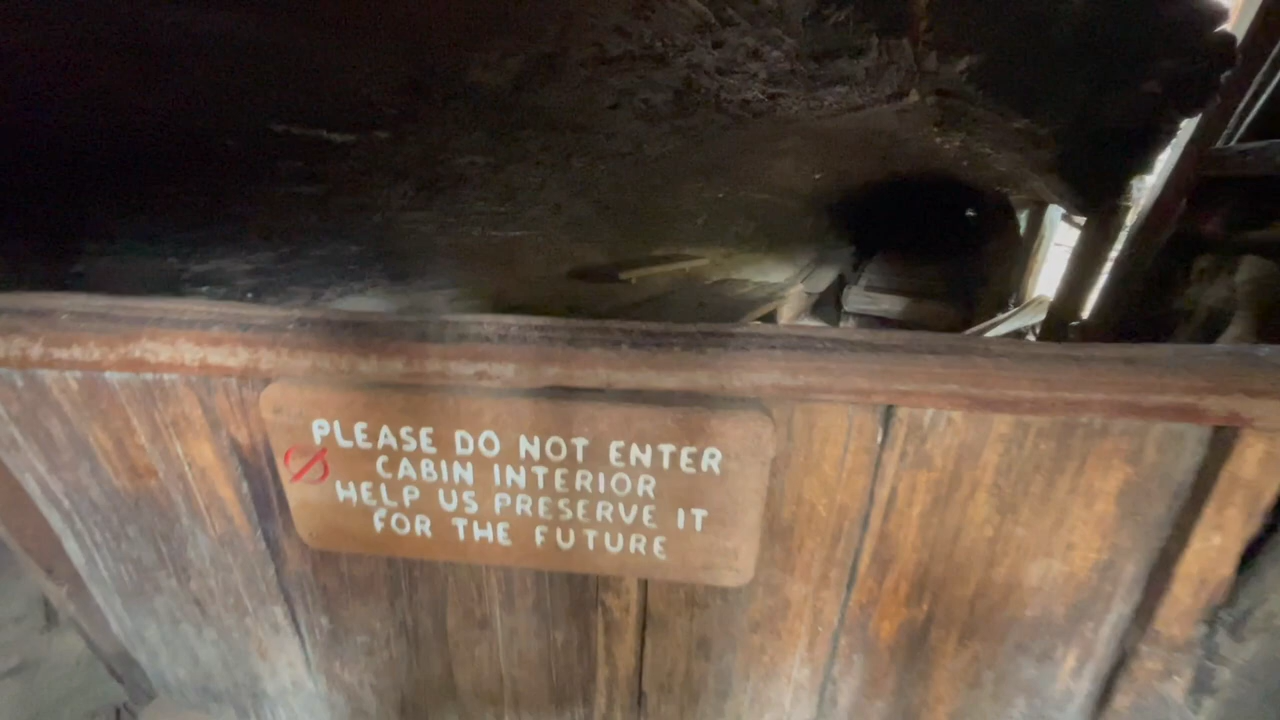 PLEASE DO NOT ENTER
CABIN INTERIOR
HELP US PRESERVE IT
FOR THE FUTURE